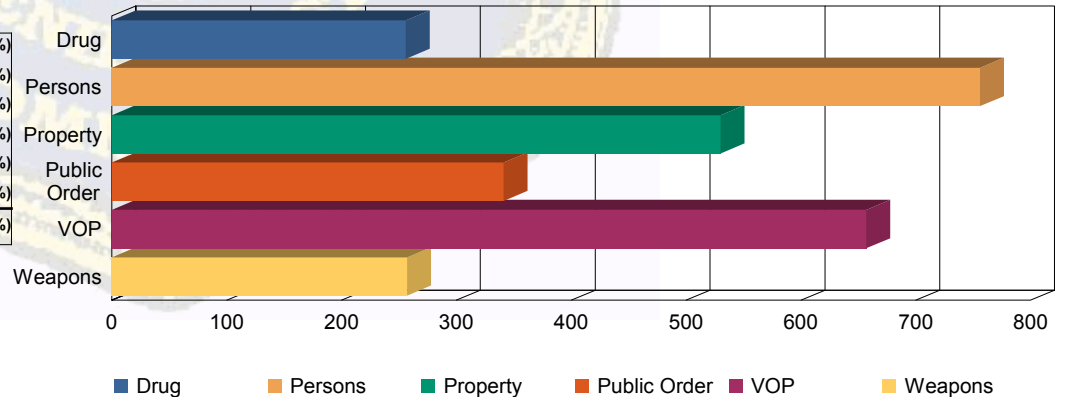 %)
%)
%)
%)
%)
%)
%)
Drug
Persons
Property
Public
Order
VOP
Weapons
0 100 200 300 400 500 600 700 800
Drug Persons Property Public Order VOP Weapons